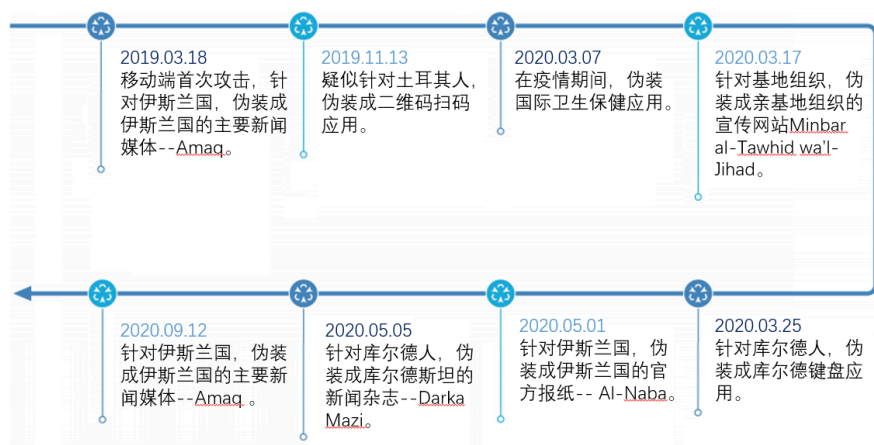 2019.03.18
移动端首次攻击，针
对伊斯兰国，伪装成
伊斯兰国的主要新闻
媒体--Amaq。
2019.11.13
疑似针对土耳其人，
伪装成二维码扫码
应用。
2020.03.07
在疫情期间，伪装
国际卫生保健应用。
2020.03.17
针对基地组织，伪
装成亲基地组织的
宣传网站Minbar
al-Tawhid wa'l-
Jihad。
2020.03.25
针对库尔德人，伪
装成库尔德键盘应
用。
2020.05.01
针对伊斯兰国，伪
装成伊斯兰国的官
方报纸-- Al-Naba。
2020.05.05
针对库尔德人，伪
装成库尔德斯坦的
新闻杂志--Darka
Mazi。
2020.09.12
针对伊斯兰国，伪装
成伊斯兰国的主要新
闻媒体--Amaq 。